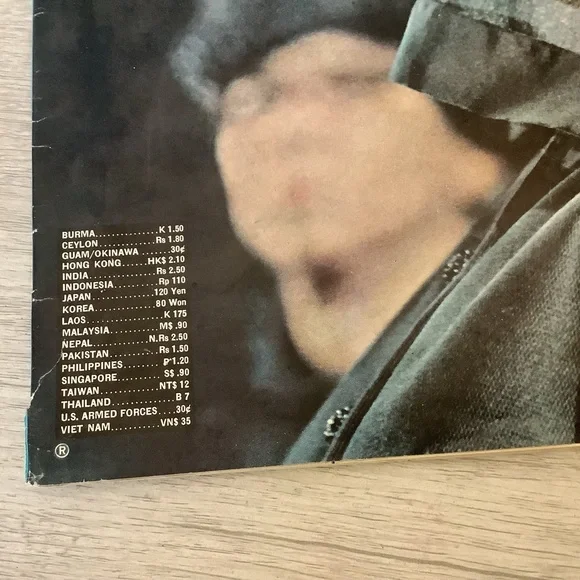 BURMA..............K 1.50
CEYLON............Rs 1.80
GUAM/OKINAWA......30¢
HONG KONG.....HK$ 2.10
INDIA..............Rs 2.50
INDONESIA.........Rp 110
JAPAN.............120 Yen
KOREA.............80 Won
LAOS................K 175
MALAYSIA..........M$ .90
NEPAL...........N.Rs 2.50
PAKISTAN..........Rs 1.50
PHILIPPINES........₱1.20
SINGAPORE.........S$ .90
TAIWAN...........NT$ 12
THAILAND............B 7
U.S. ARMED FORCES....30¢
VIET NAM..........VN$ 35
®